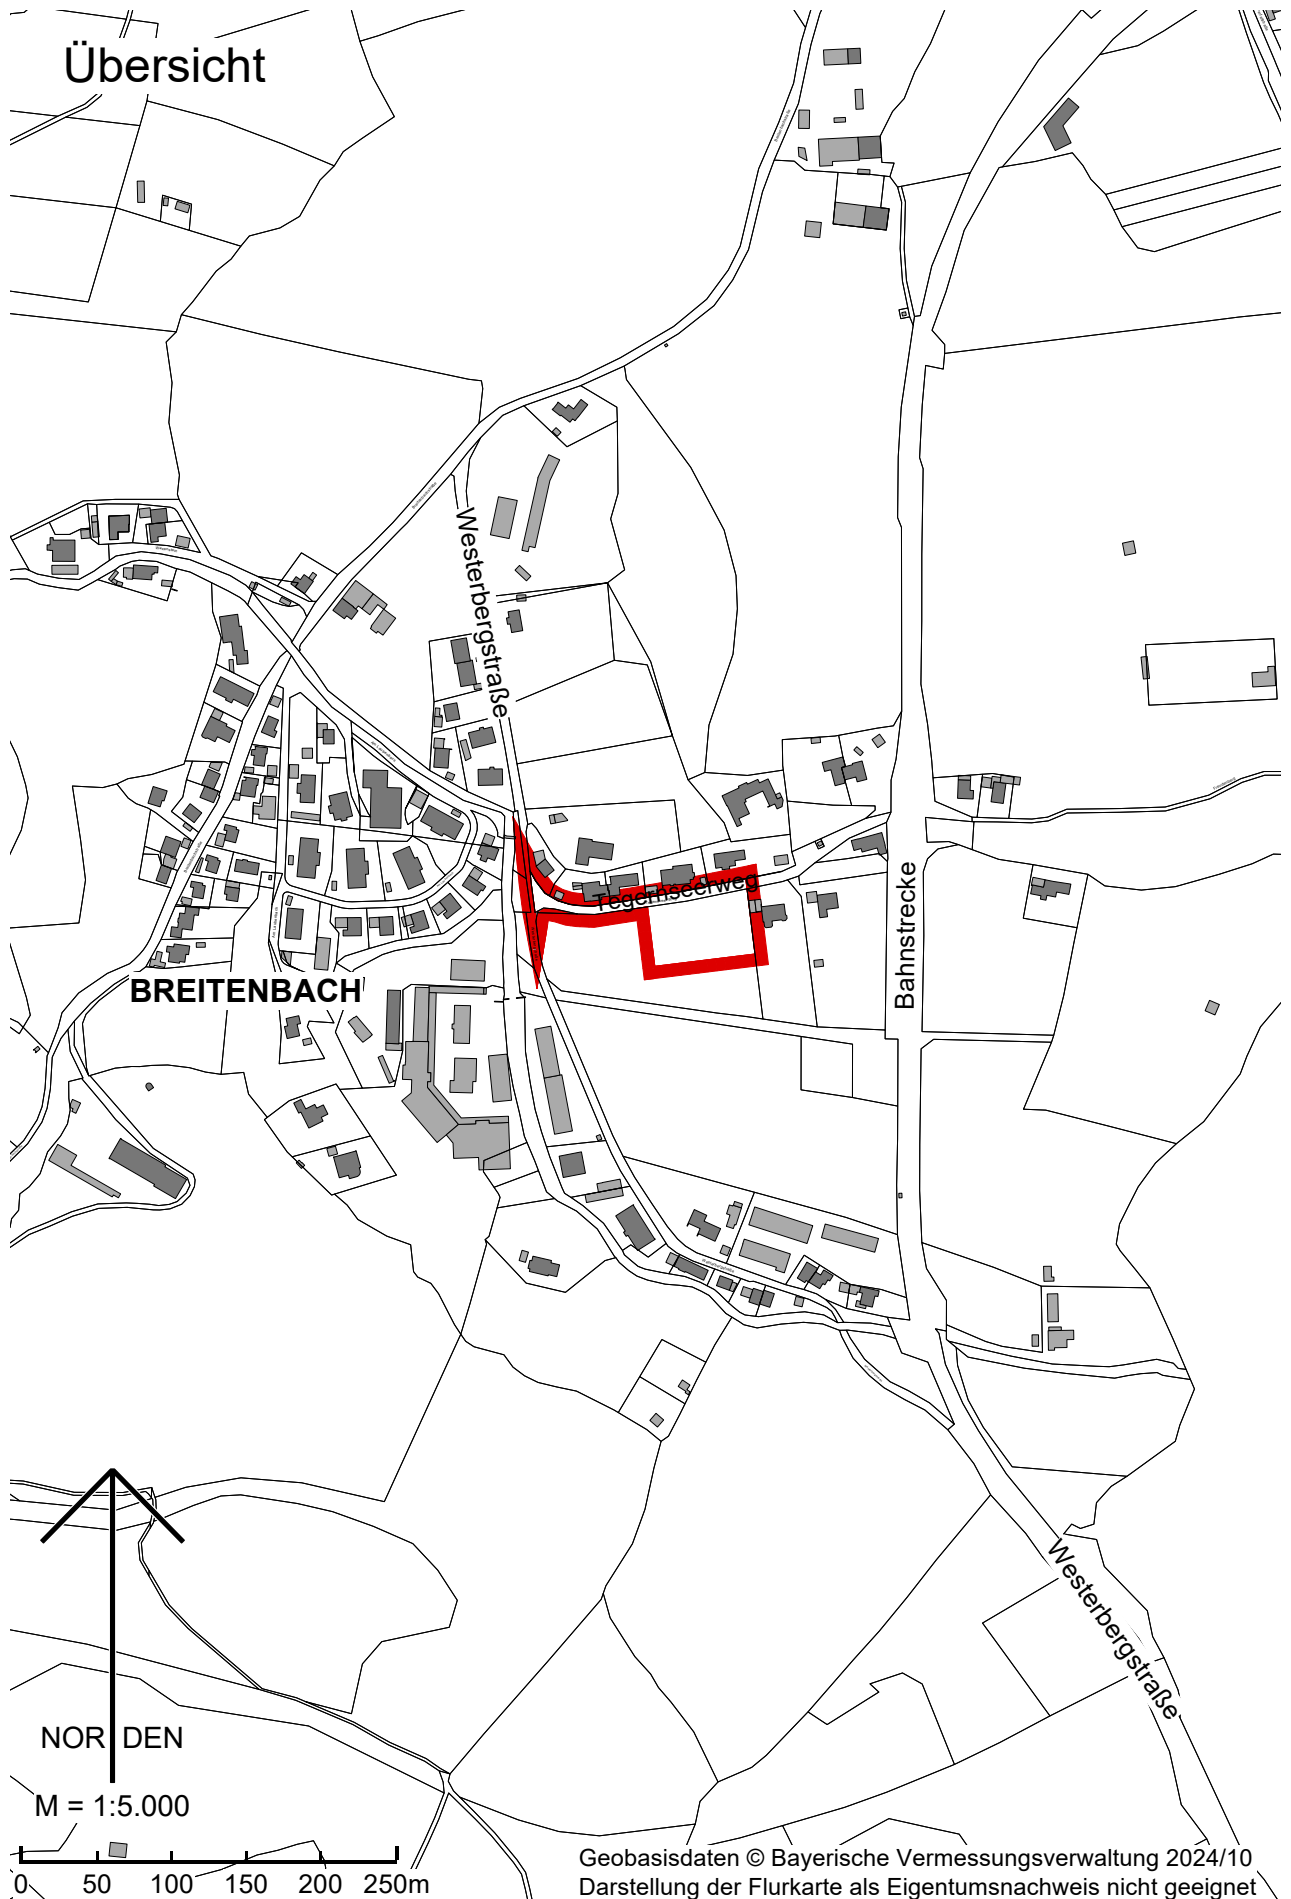 Übersicht
Westerbergstraße
Tegernseerweg
Bahnstrecke
BREITENBACH
Westerbergstraße
NORDEN
M = 1:5.000
0 50 100 150 200 250m
Geobasisdaten © Bayerische Vermessungsverwaltung 2024/10
Darstellung der Flurkarte als Eigentumsnachweis nicht geeignet